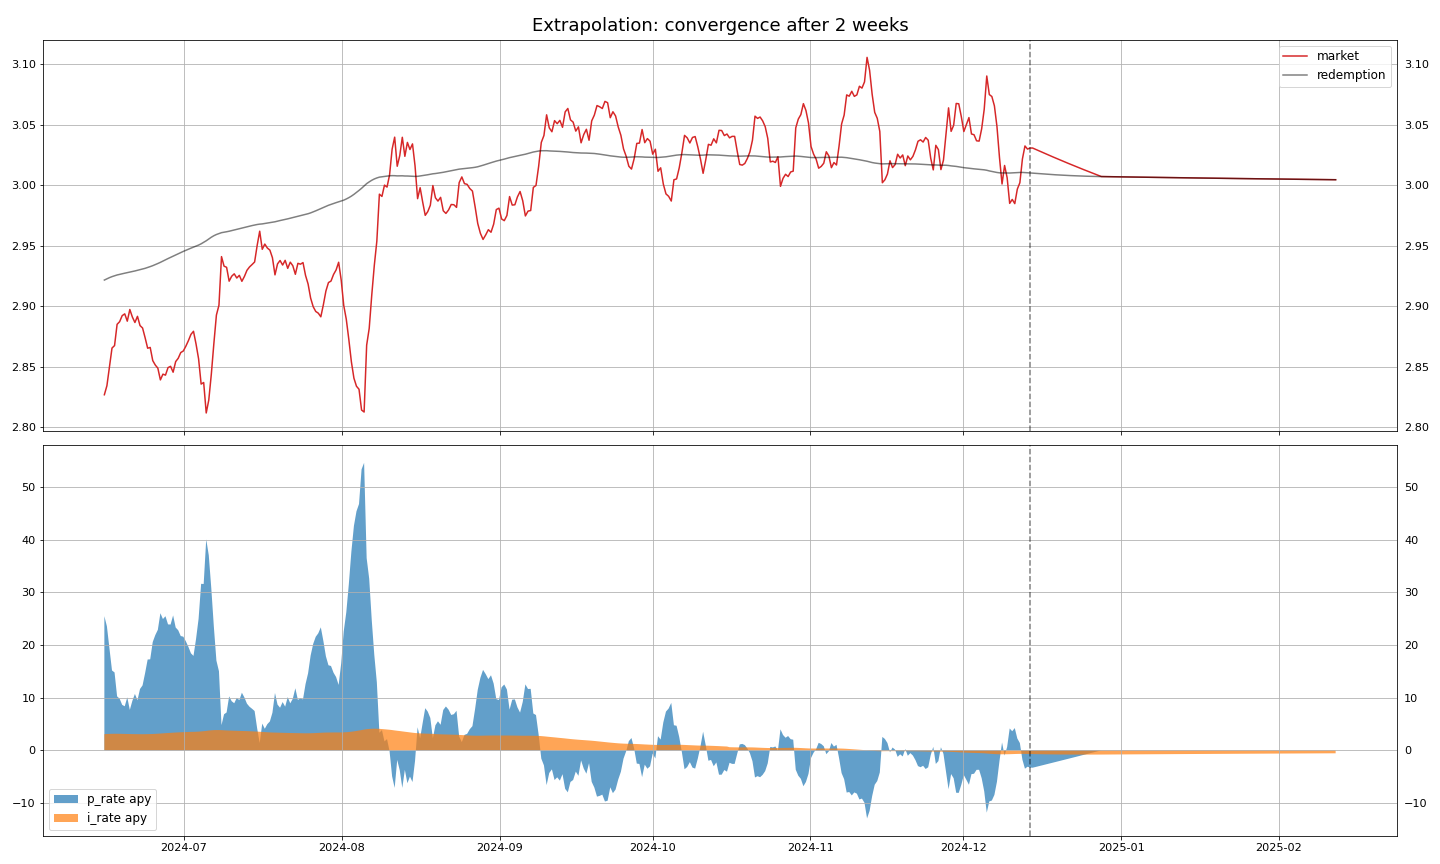 Extrapolation: convergence after 2 weeks
market
redemption
3.10 3.10
3.05 3.05
3.00 3.00
2.95 2.95
2.90 2.90
2.85 2.85
2.80 2.80
50 50
40 40
30 30
20 20
10 10
0 0
−10 −10
p_rate apy
i_rate apy
2024-07 2024-08 2024-09 2024-10 2024-11 2024-12 2025-01 2025-02